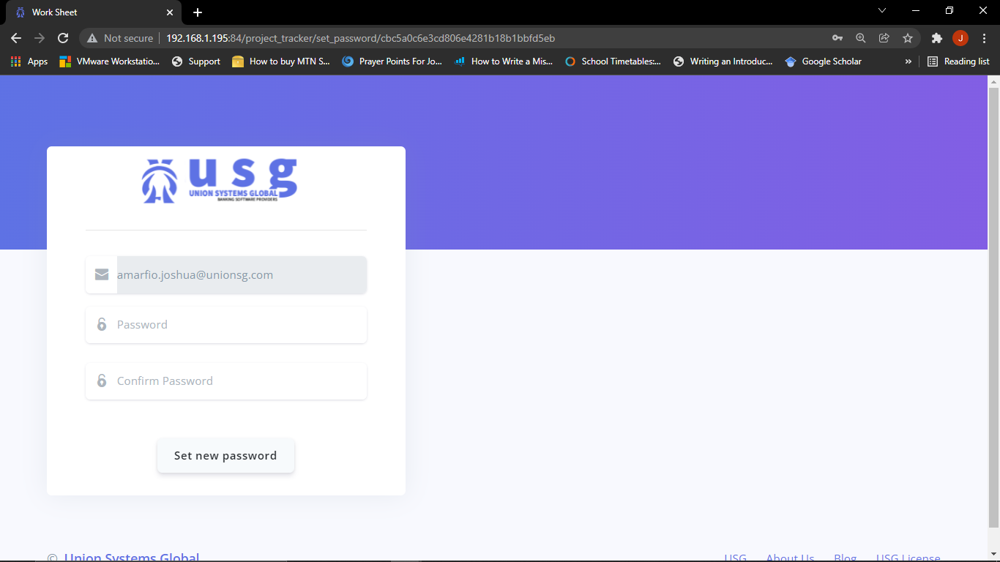 Work Sheet
Not secure 192.168.1.195:84/project_tracker/set_password/cbc5a0c6e3cd806e4281b18b1bbfd5eb
J
Apps VMware Workstatio... Support How to buy MTN S... Prayer Points For Jo... How to Write a Mis... School Timetables:... Writing an Introduc... Google Scholar » Reading list
usg
UNION SYSTEMS GLOBAL
BANKING SOFTWARE PROVIDERS
amarfio.joshua@unionsg.com
Password
Confirm Password
Set new password
© Union Systems Global USG About Us Blog USG License